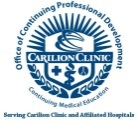 Office of Continuing Professional Development
CARILION CLINIC
Continuing Medical Education
Serving Carilion Clinic and Affiliated Hospitals